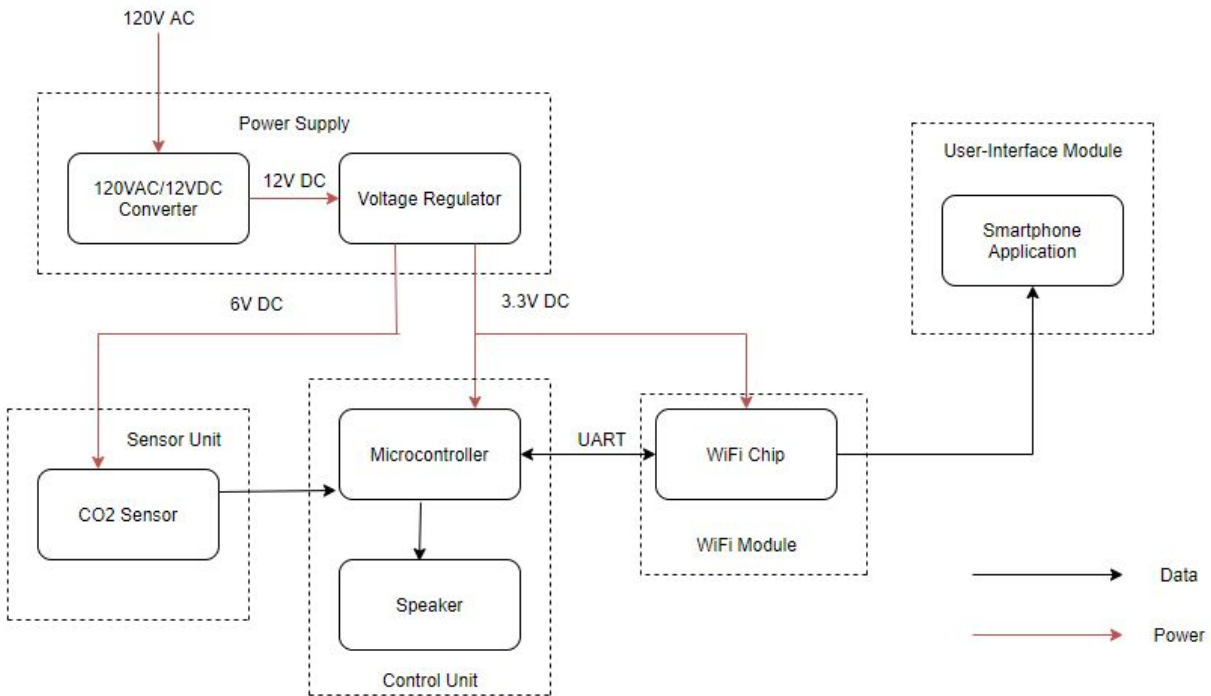 120V AC
Power Supply
120VAC/12VDC
Converter
12V DC
Voltage Regulator
User-Interface Module
Smartphone
Application
6V DC
3.3V DC
Sensor Unit
CO2 Sensor
Microcontroller
UART
WiFi Chip
WiFi Module
Speaker
Control Unit
Data
Power